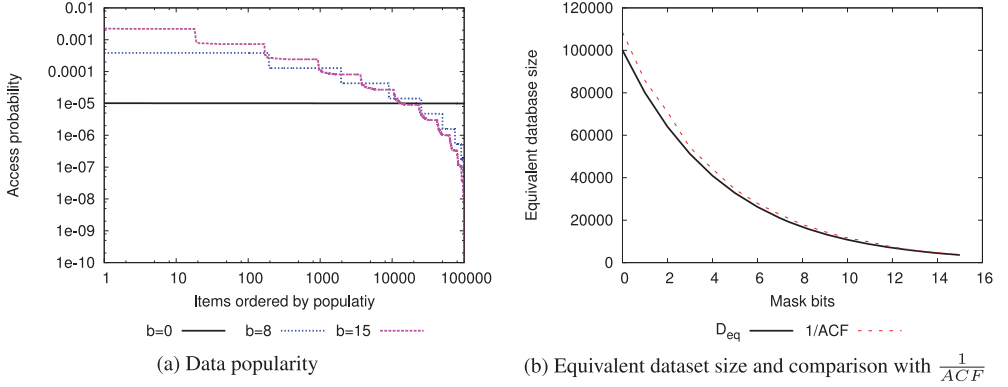 0.01
0.001
0.0001
1e-05
1e-06
1e-07
1e-08
1e-09
1e-10
Access probability
1 10 100 1000 10000 100000
Items ordered by populatiy
b=0 b=8 b=15
(a) Data popularity
120000
100000
80000
60000
40000
20000
0
Equivalent database size
0 2 4 6 8 10 12 14 16
Mask bits
D_eq 1/ACF
(b) Equivalent dataset size and comparison with 1/ACF